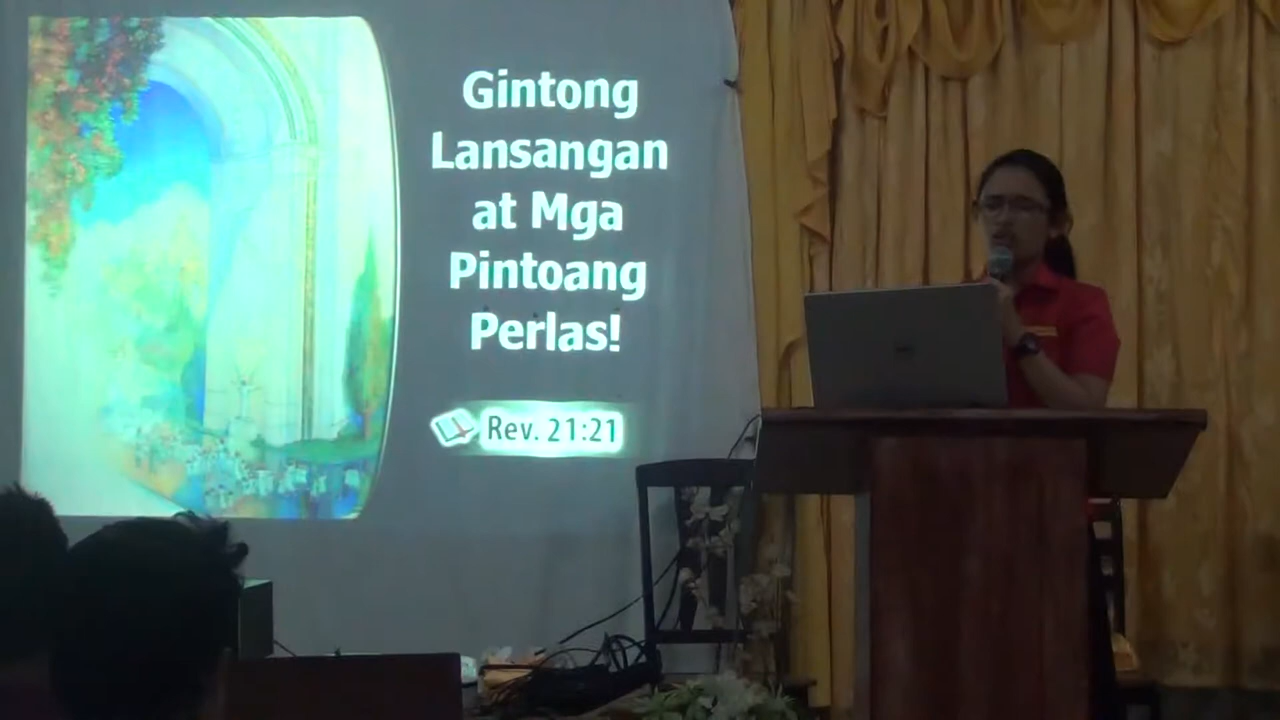 Gintong
Lansangan
at Mga
Pintoang
Perlas!
Rev. 21:21